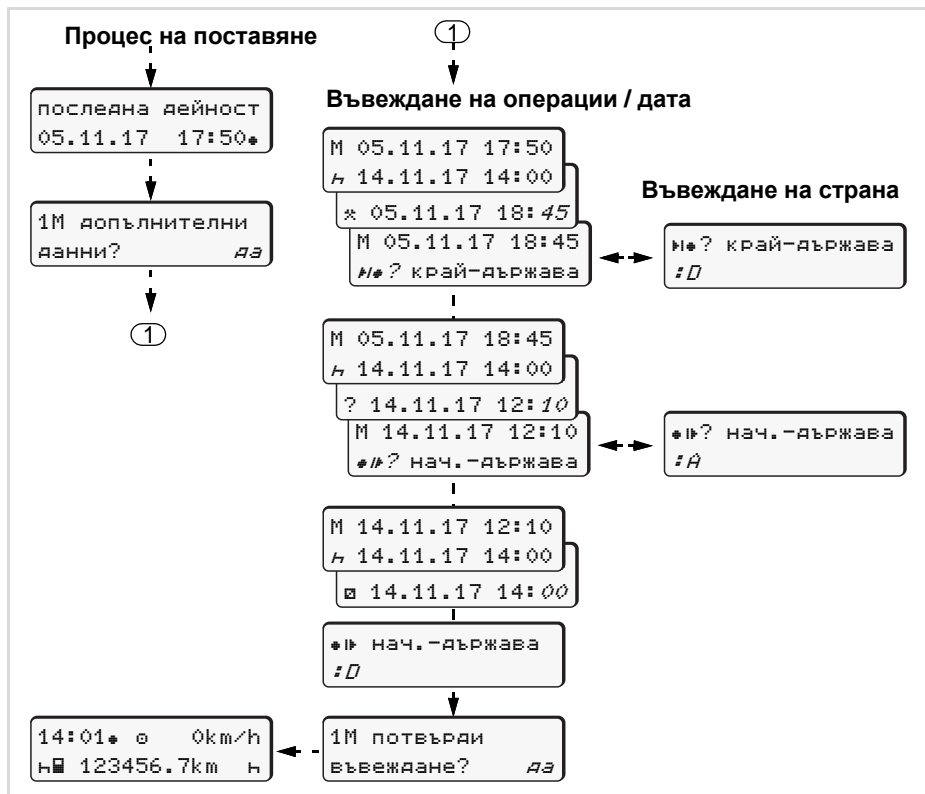 Процес на поставяне
последна дейност
05.11.17 17:50
1М допълнителни
данни? да
1
1
Въвеждане на операции / дата
М 05.11.17 17:50
14.11.17 14:00
05.11.17 18:45
М 05.11.17 18:45
? край-държава
Въвеждане на страна
? край-държава
:D
М 05.11.17 18:45
14.11.17 14:00
? 14.11.17 12:10
М 14.11.17 12:10
? нач.-държава
? нач.-държава
:A
М 14.11.17 12:10
14.11.17 14:00
14.11.17 14:00
нач.-държава
:D
1М потвърди
въвеждане? да
14:01 0km/h
123456.7km